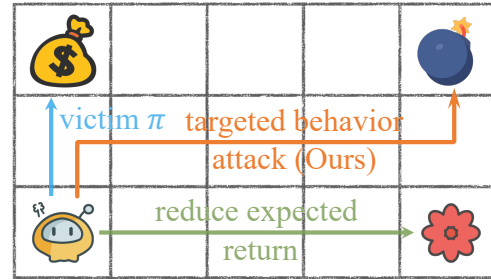 $
victim π
targeted behavior
attack (Ours)
reduce expected
return